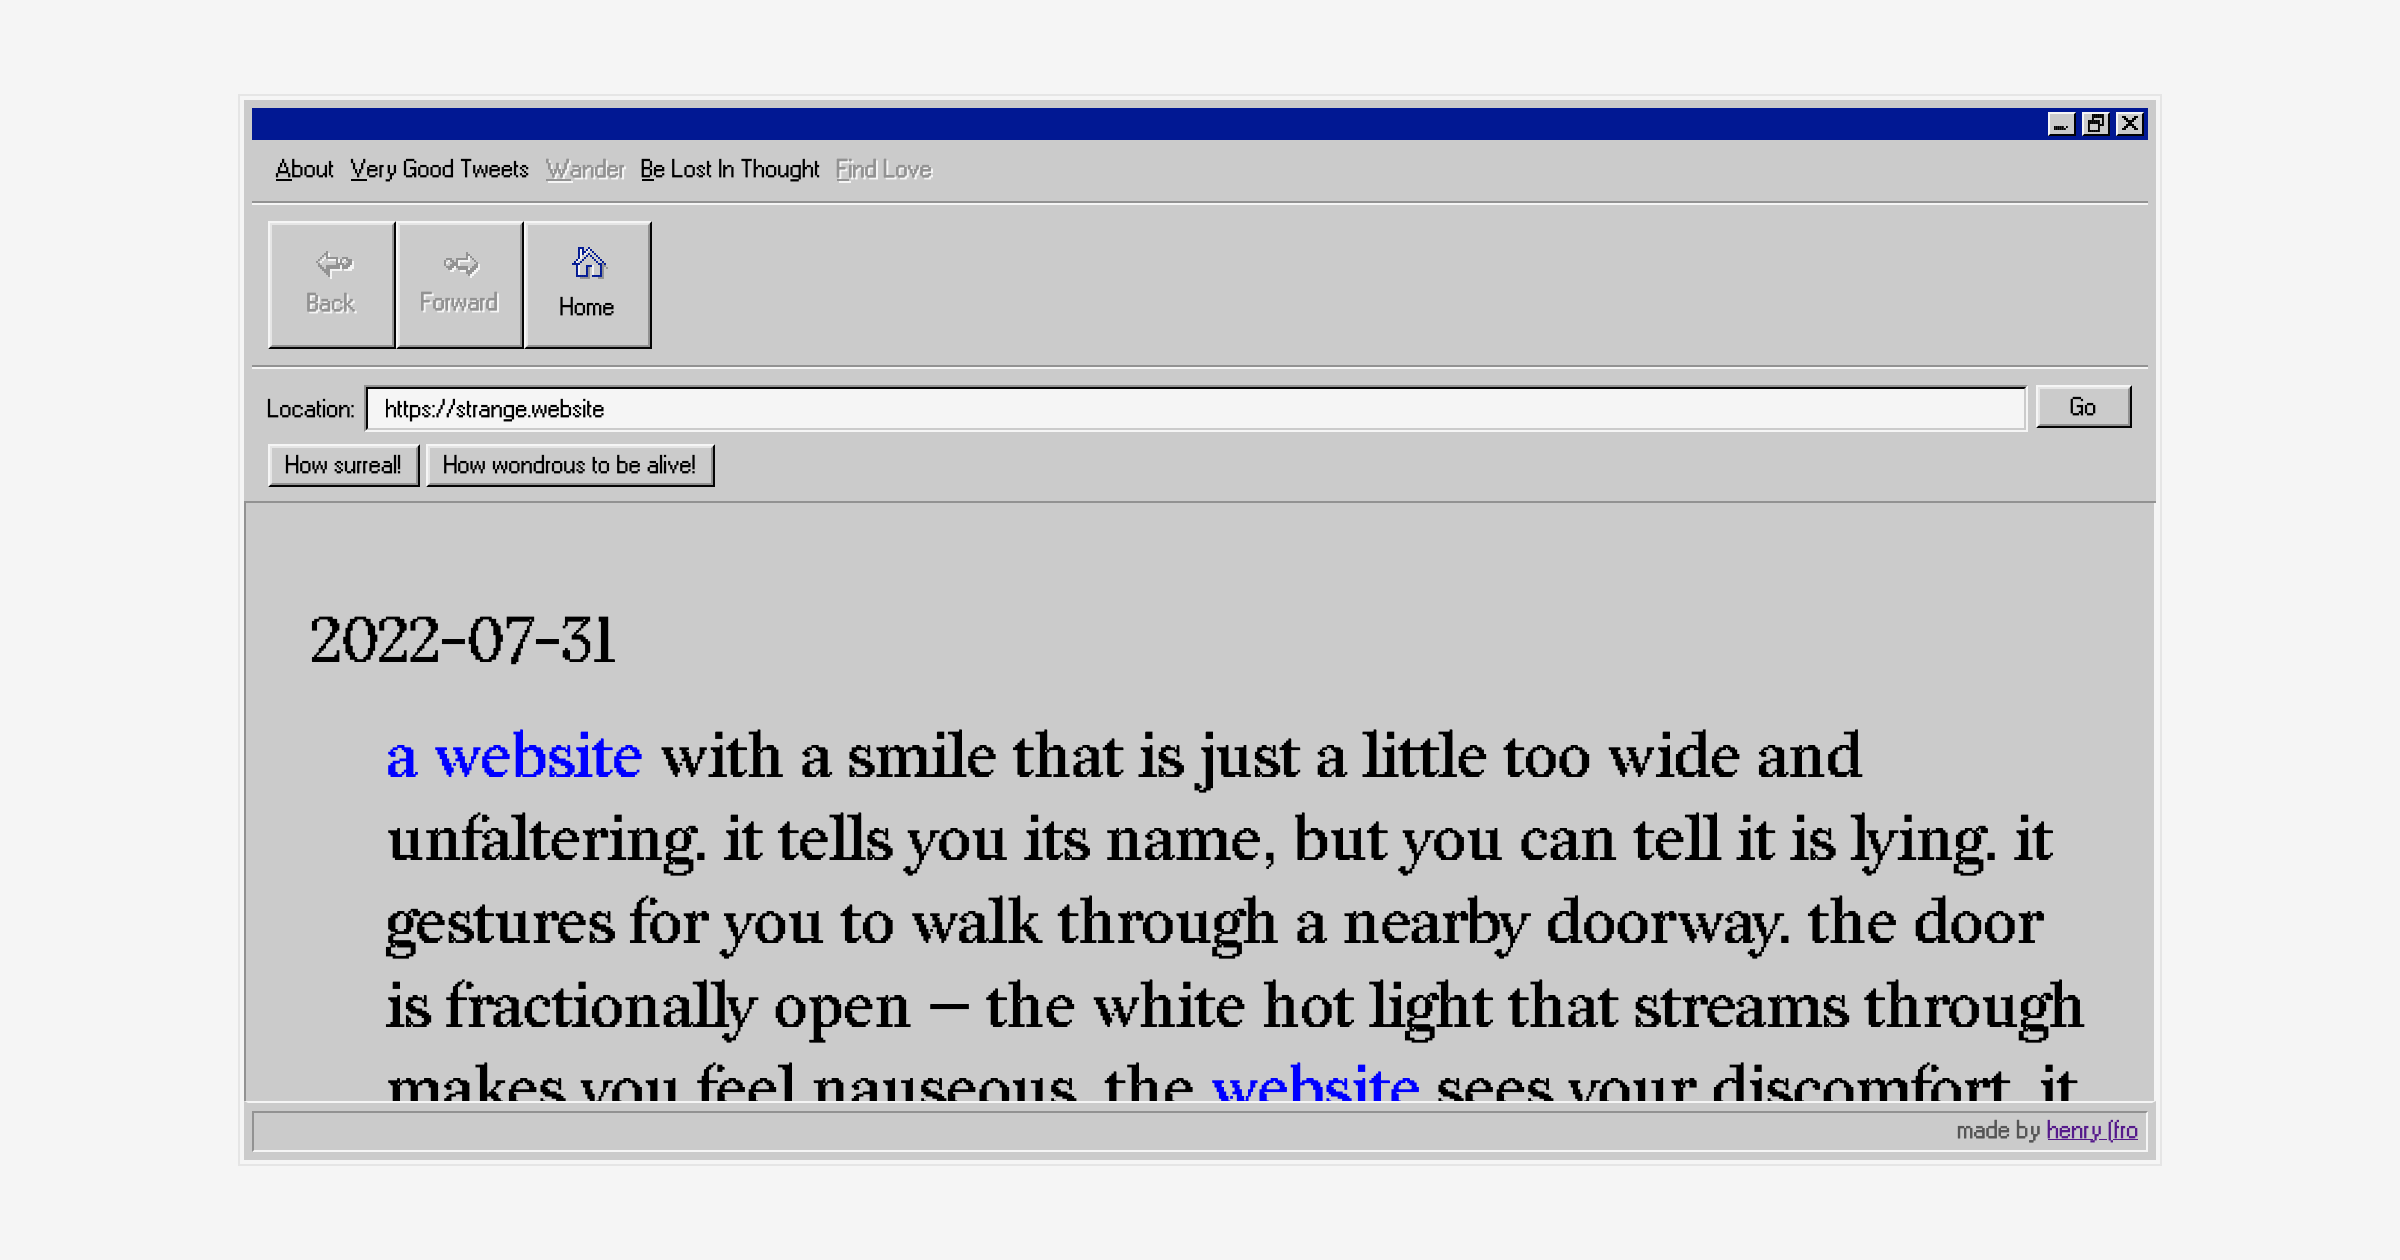 About Very Good Tweets Wander Be Lost In Thought Find Love
Back Forward Home
Location: https://strange.website Go
How surreal! How wondrous to be alive!
2022-07-31
a website with a smile that is just a little too wide and
unfaltering. it tells you its name, but you can tell it is lying. it
gestures for you to walk through a nearby doorway. the door
is fractionally open — the white hot light that streams through
makes you feel nauseous. the website sees your discomfort. it
made by henry (fro